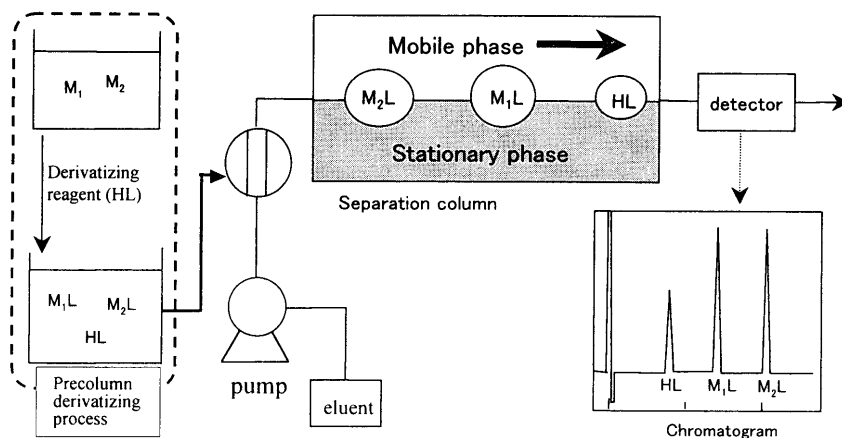 M₁ M₂
Derivatizing
reagent (HL)
M₁L M₂L
HL
Precolumn
derivatizing
process
pump
eluent
Mobile phase
M₂L M₁L HL
Stationary phase
Separation column
detector
HL M₁L M₂L
Chromatogram